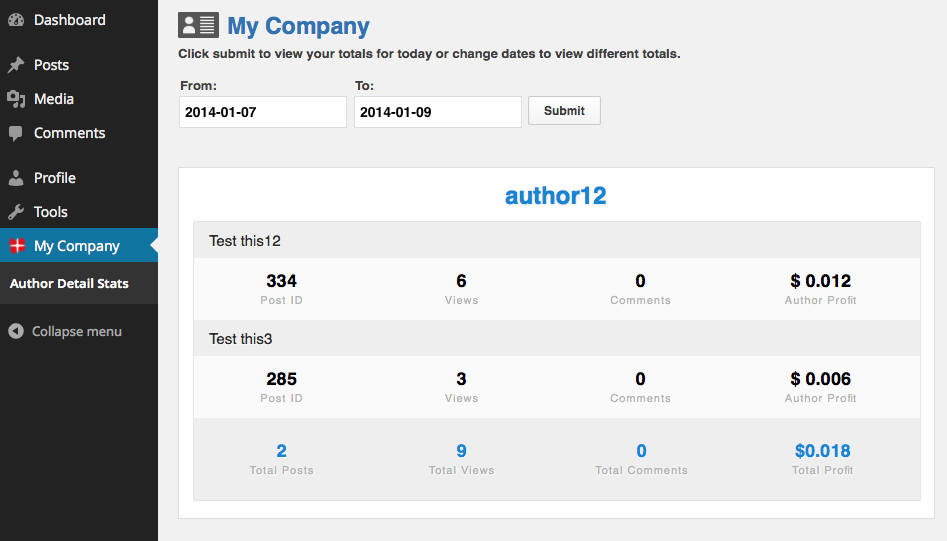 Dashboard
Posts
Media
Comments
Profile
Tools
My Company
Author Detail Stats
Collapse menu
My Company
Click submit to view your totals for today or change dates to view different totals.
From: To:
2014-01-07 2014-01-09 Submit
author12
Test this12
334 6 0 $ 0.012
Post ID Views Comments Author Profit
Test this3
285 3 0 $ 0.006
Post ID Views Comments Author Profit
2 9 0 $0.018
Total Posts Total Views Total Comments Total Profit